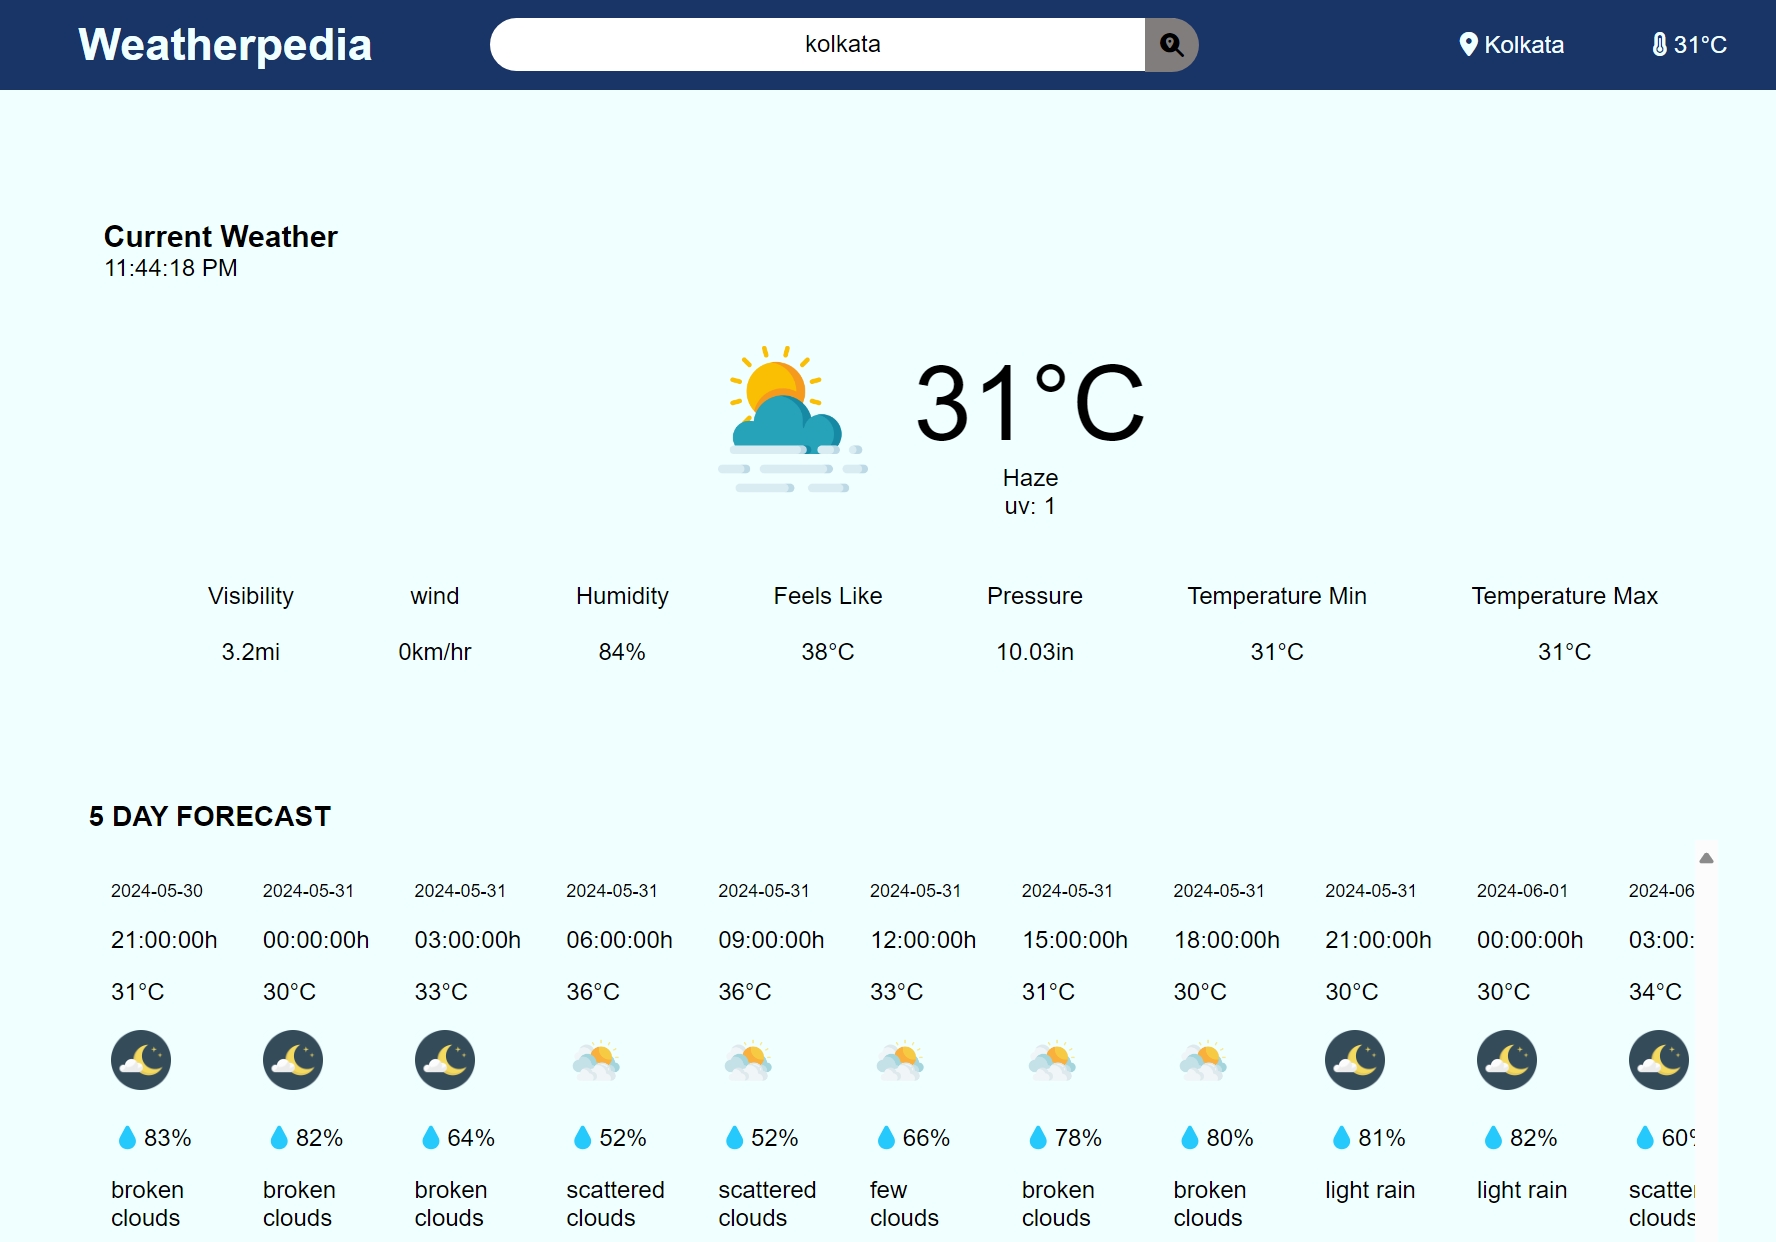 Weatherpedia
kolkata
Kolkata
31°C
Current Weather
11:44:18 PM
31°C
Haze
uv: 1
Visibility wind Humidity Feels Like Pressure Temperature Min Temperature Max
3.2mi 0km/hr 84% 38°C 10.03in 31°C 31°C
5 DAY FORECAST
2024-05-30 2024-05-31 2024-05-31 2024-05-31 2024-05-31 2024-05-31 2024-05-31 2024-05-31 2024-05-31 2024-06-01 2024-06
21:00:00h 00:00:00h 03:00:00h 06:00:00h 09:00:00h 12:00:00h 15:00:00h 18:00:00h 21:00:00h 00:00:00h 03:00:
31°C 30°C 33°C 36°C 36°C 33°C 31°C 30°C 30°C 30°C 34°C
83% 82% 64% 52% 52% 66% 78% 80% 81% 82% 60%
broken broken broken scattered scattered few broken broken light rain light rain scatte
clouds clouds clouds clouds clouds clouds clouds clouds clouds